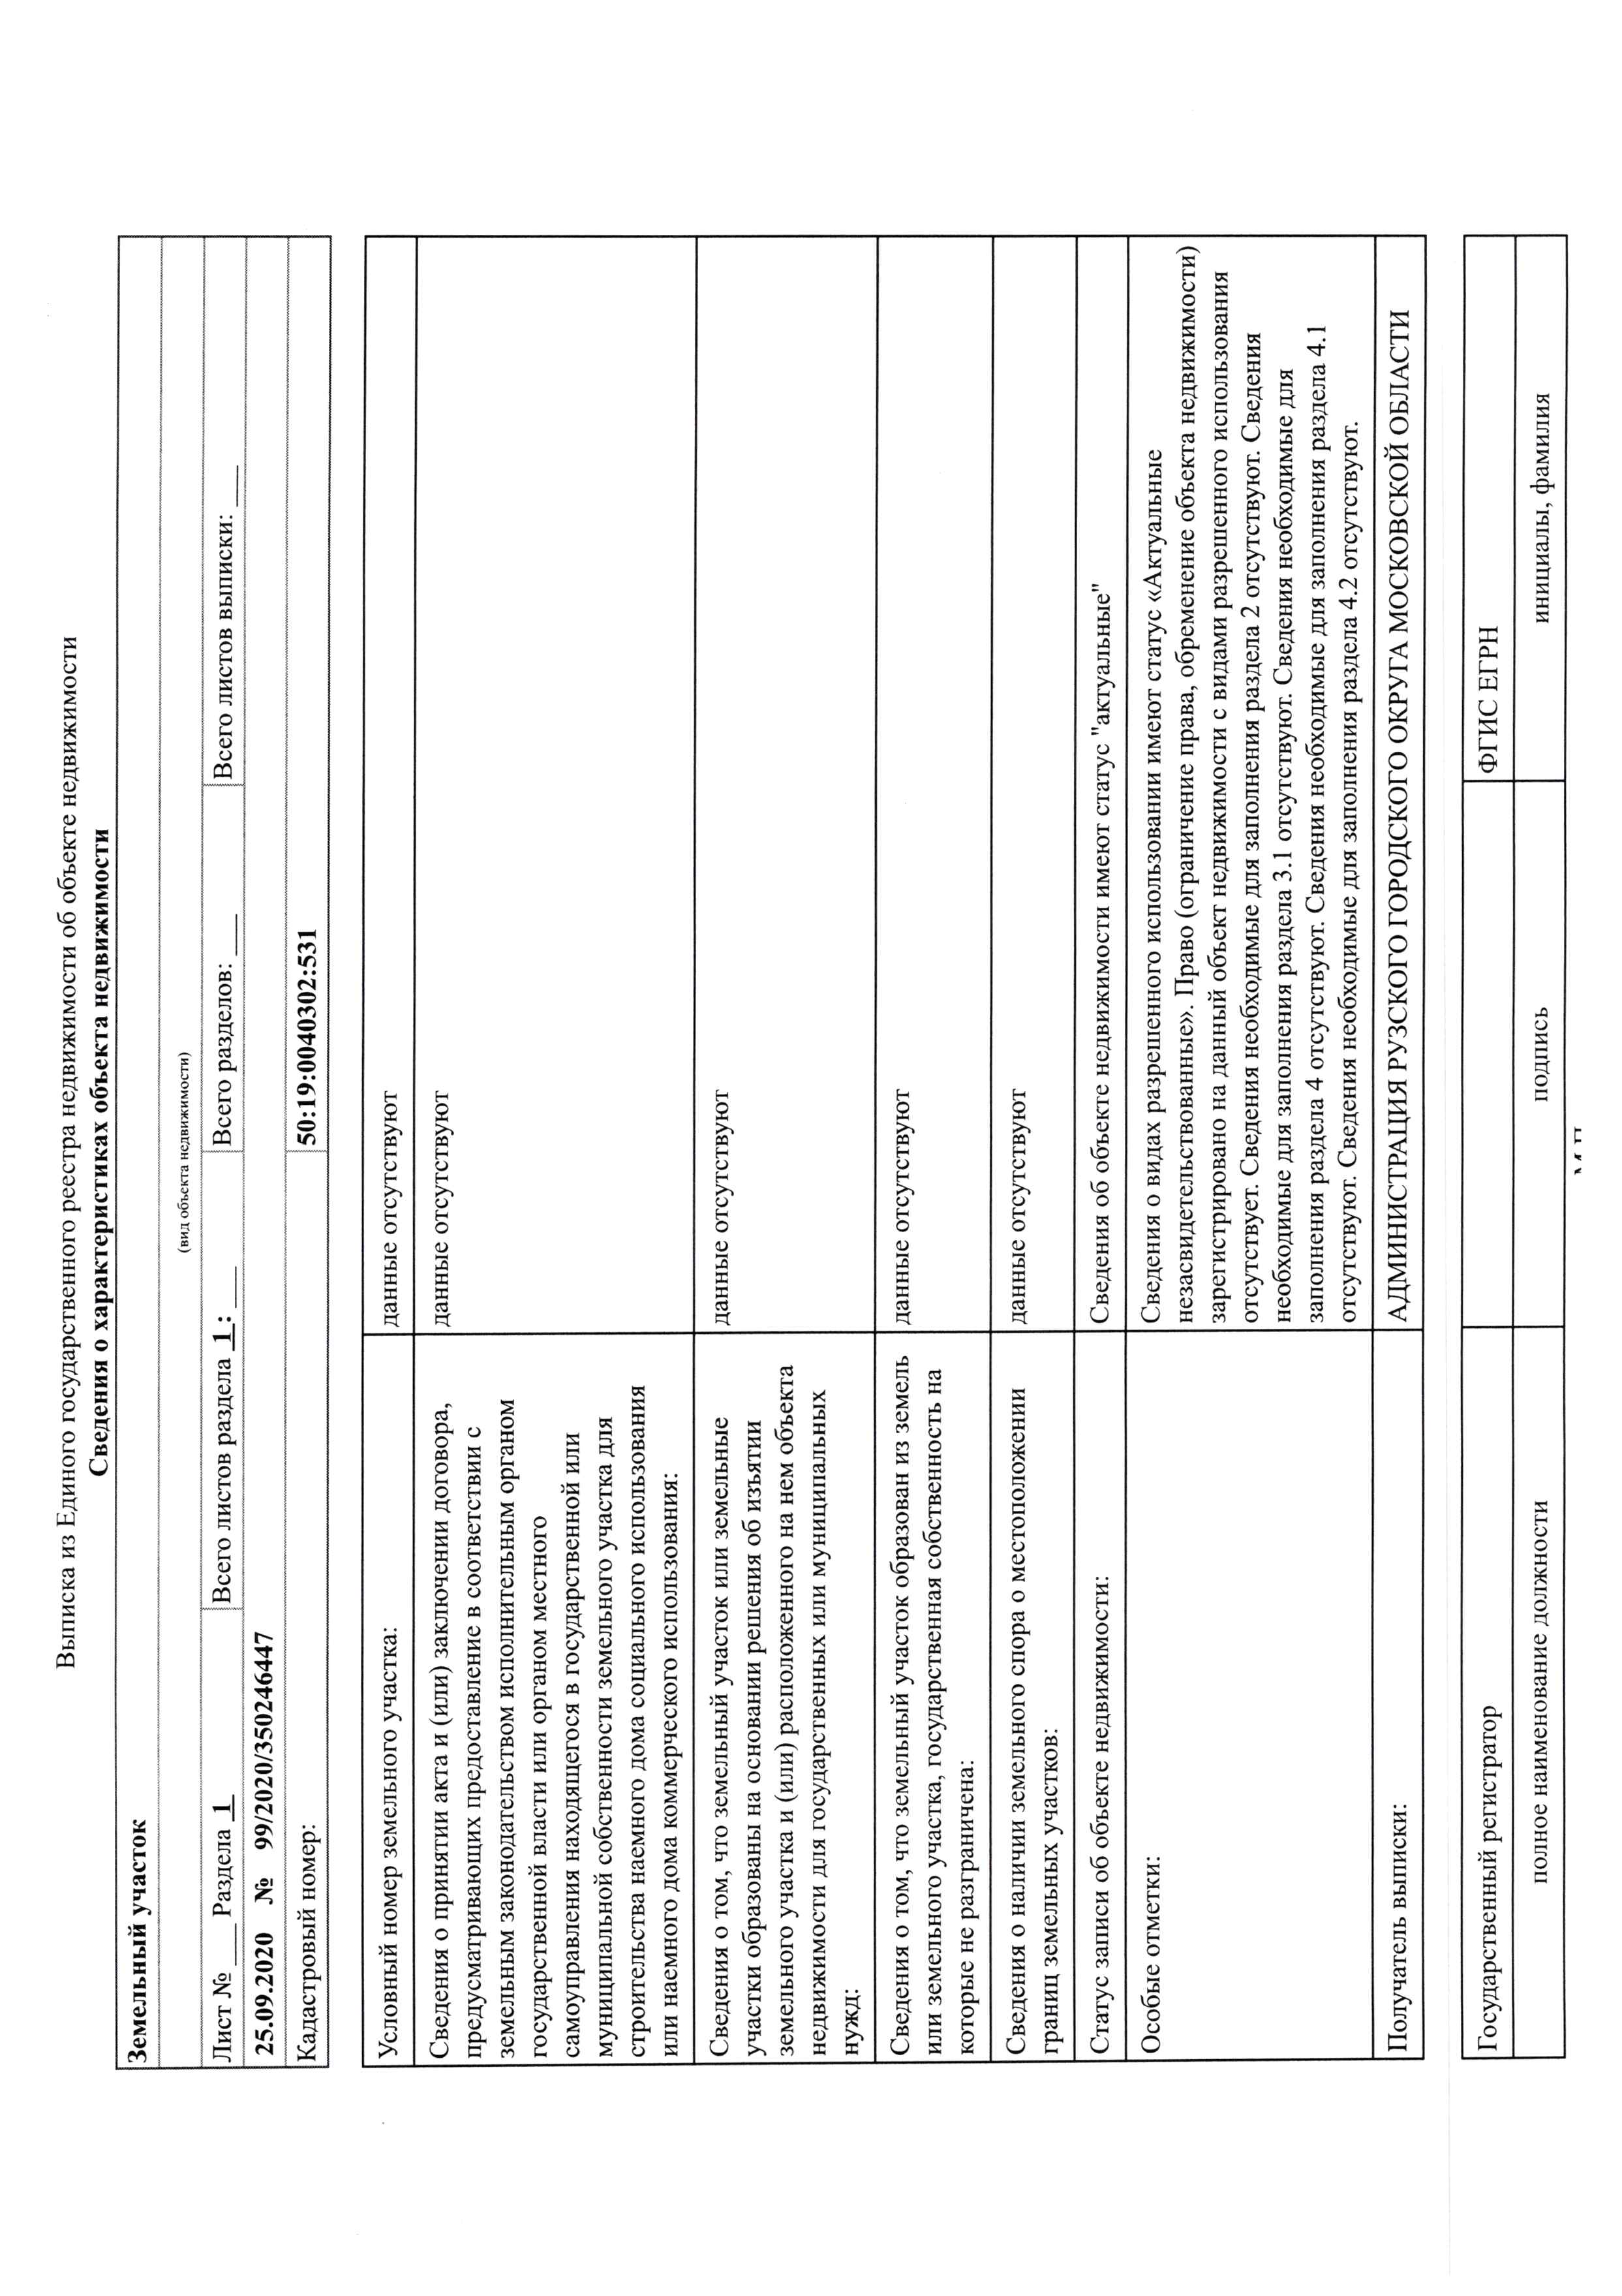 Выписка из Единого государственного реестра недвижимости об объекте недвижимости
Сведения о характеристиках объекта недвижимости
Земельный участок
(вид объекта недвижимости)
Лист № ___ Раздела 1 Всего листов раздела 1 : ___ Всего разделов: ___ Всего листов выписки: ___
25.09.2020 № 99/2020/350246447
Кадастровый номер: 50:19:0040302:531
Условный номер земельного участка: данные отсутствуют
Сведения о принятии акта и (или) заключении договора,
предусматривающих предоставление в соответствии с
земельным законодательством исполнительным органом
государственной власти или органом местного
самоуправления находящегося в государственной или
муниципальной собственности земельного участка для
строительства наемного дома социального использования
или наемного дома коммерческого использования:
данные отсутствуют
Сведения о том, что земельный участок или земельные
участки образованы на основании решения об изъятии
земельного участка и (или) расположенного на нем объекта
недвижимости для государственных или муниципальных
нужд:
данные отсутствуют
Сведения о том, что земельный участок образован из земель
или земельного участка, государственная собственность на
которые не разграничена:
данные отсутствуют
Сведения о наличии земельного спора о местоположении
границ земельных участков:
данные отсутствуют
Статус записи об объекте недвижимости: Сведения об объекте недвижимости имеют статус "актуальные"
Особые отметки:
Сведения о видах разрешенного использовании имеют статус «Актуальные
незасвидетельствованные». Право (ограничение права, обременение объекта недвижимости)
зарегистрировано на данный объект недвижимости с видами разрешенного использования
отсутствует. Сведения необходимые для заполнения раздела 2 отсутствуют. Сведения
необходимые для заполнения раздела 3.1 отсутствуют. Сведения необходимые для
заполнения раздела 4 отсутствуют. Сведения необходимые для заполнения раздела 4.1
отсутствуют. Сведения необходимые для заполнения раздела 4.2 отсутствуют.
Получатель выписки: АДМИНИСТРАЦИЯ РУЗСКОГО ГОРОДСКОГО ОКРУГА МОСКОВСКОЙ ОБЛАСТИ
Государственный регистратор ФГИС ЕГРН
полное наименование должности подпись инициалы, фамилия